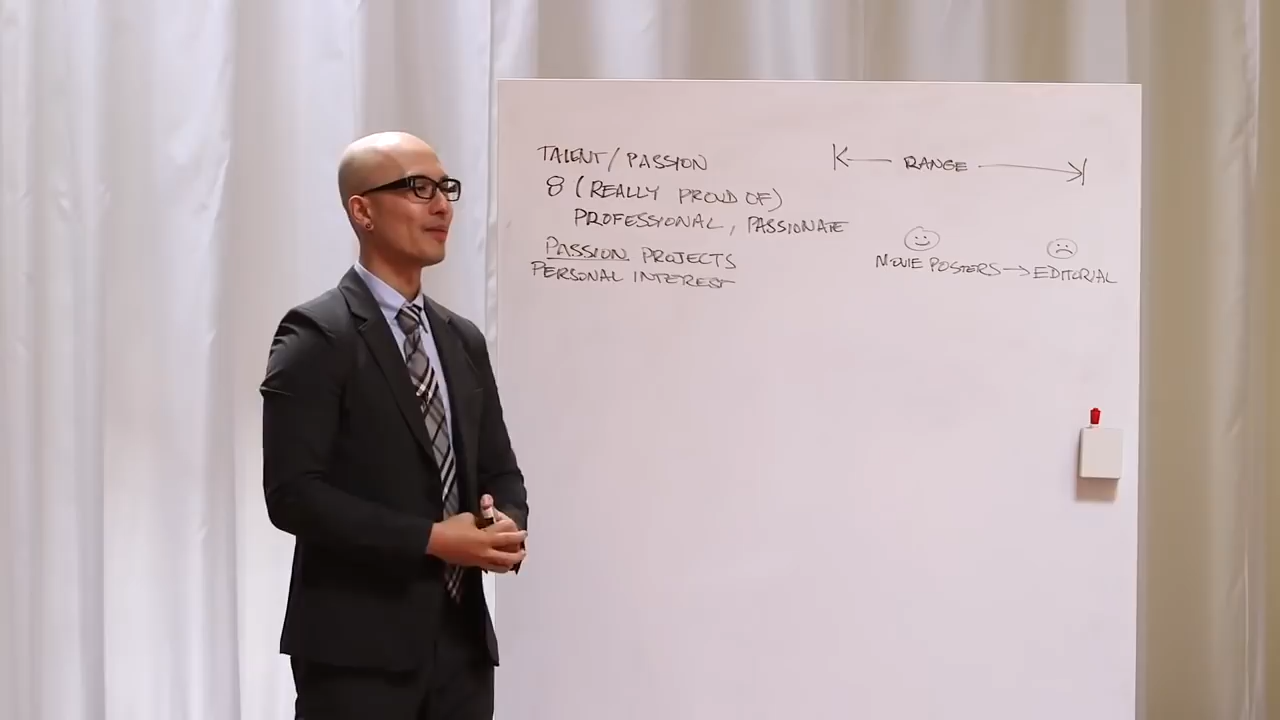 TALENT/PASSION
8 (REALLY PROUD OF)
PROFESSIONAL, PASSIONATE
PASSION PROJECTS
PERSONAL INTEREST
RANGE
MOVIE POSTERS → EDITORIAL